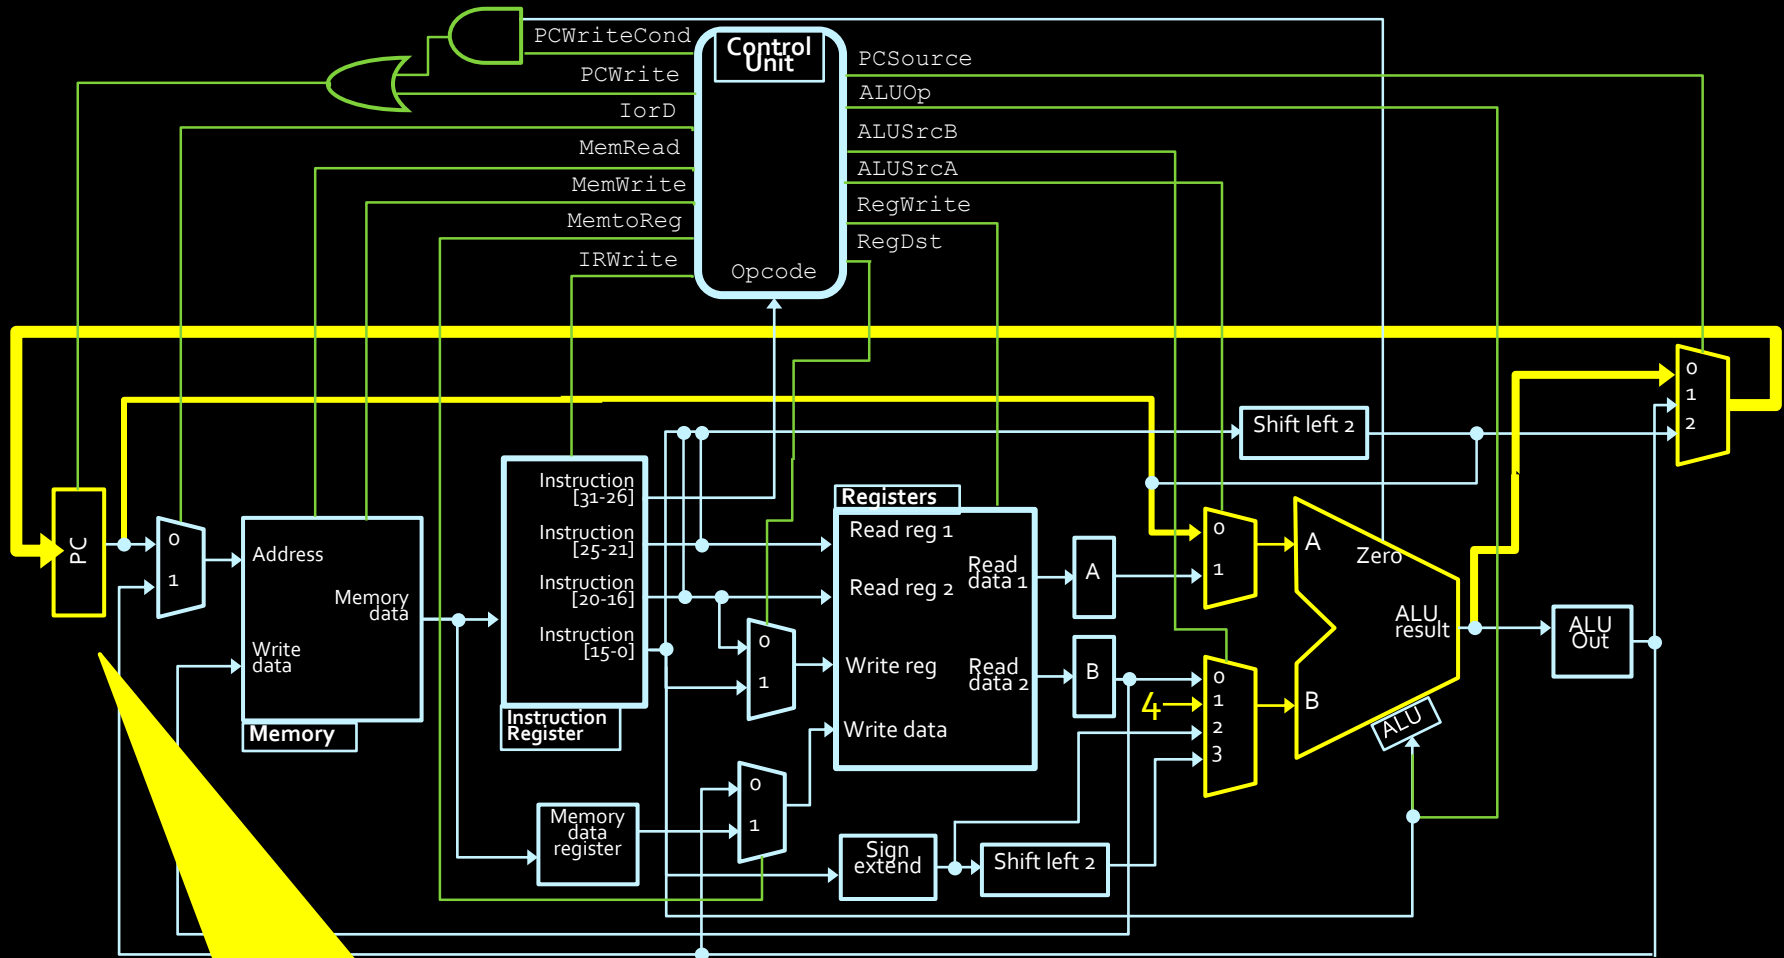 PCWriteCond
PCWrite
IorD
MemRead
MemWrite
MemtoReg
IRWrite
Control
Unit
Opcode
PCSource
ALUOp
ALUSrcB
ALUSrcA
RegWrite
RegDst
0
1
2
Shift left 2
PC
0
1
Address
Memory
data
Write
data
Memory
Instruction
[31-26]
Instruction
[25-21]
Instruction
[20-16]
Instruction
[15-0]
Instruction
Register
0
1
Registers
Read reg 1
Read reg 2
Write reg
Write data
Read
data 1
Read
data 2
A
B
0
1
4
0
1
2
3
A
B
Zero
ALU
result
ALU
ALU
Out
Memory
data
register
0
1
Sign
extend
Shift left 2